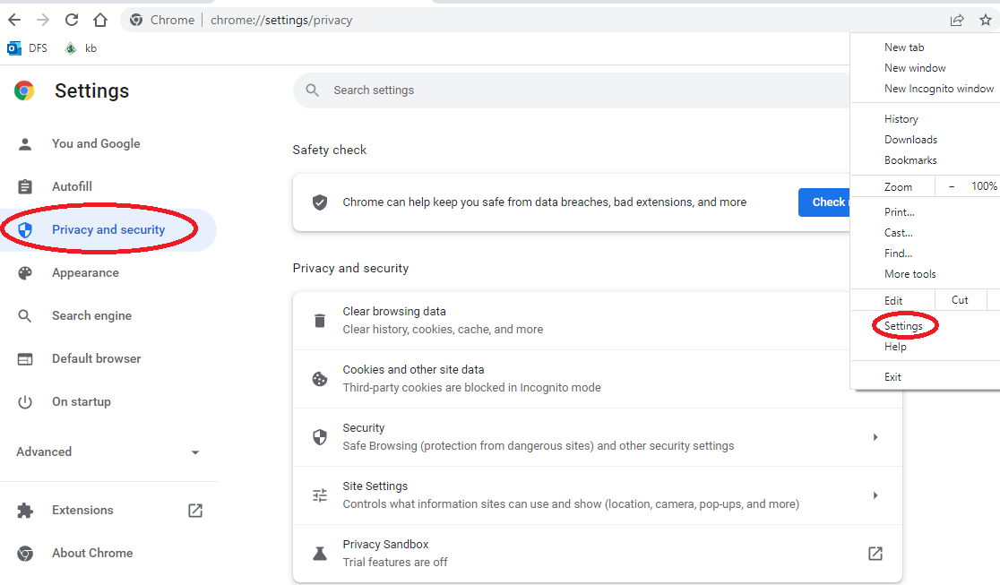 Chrome | chrome://settings/privacy
DFS kb
Settings
Search settings
You and Google
Autofill
Privacy and security
Appearance
Search engine
Default browser
On startup
Advanced
Extensions
About Chrome
Safety check
Chrome can help keep you safe from data breaches, bad extensions, and more
Check
Privacy and security
Clear browsing data
Clear history, cookies, cache, and more
Cookies and other site data
Third-party cookies are blocked in Incognito mode
Security
Safe Browsing (protection from dangerous sites) and other security settings
Site Settings
Controls what information sites can use and show (location, camera, pop-ups, and more)
Privacy Sandbox
Trial features are off
New tab
New window
New Incognito window
History
Downloads
Bookmarks
Zoom – 100%
Print...
Cast...
Find...
More tools
Edit Cut
Settings
Help
Exit